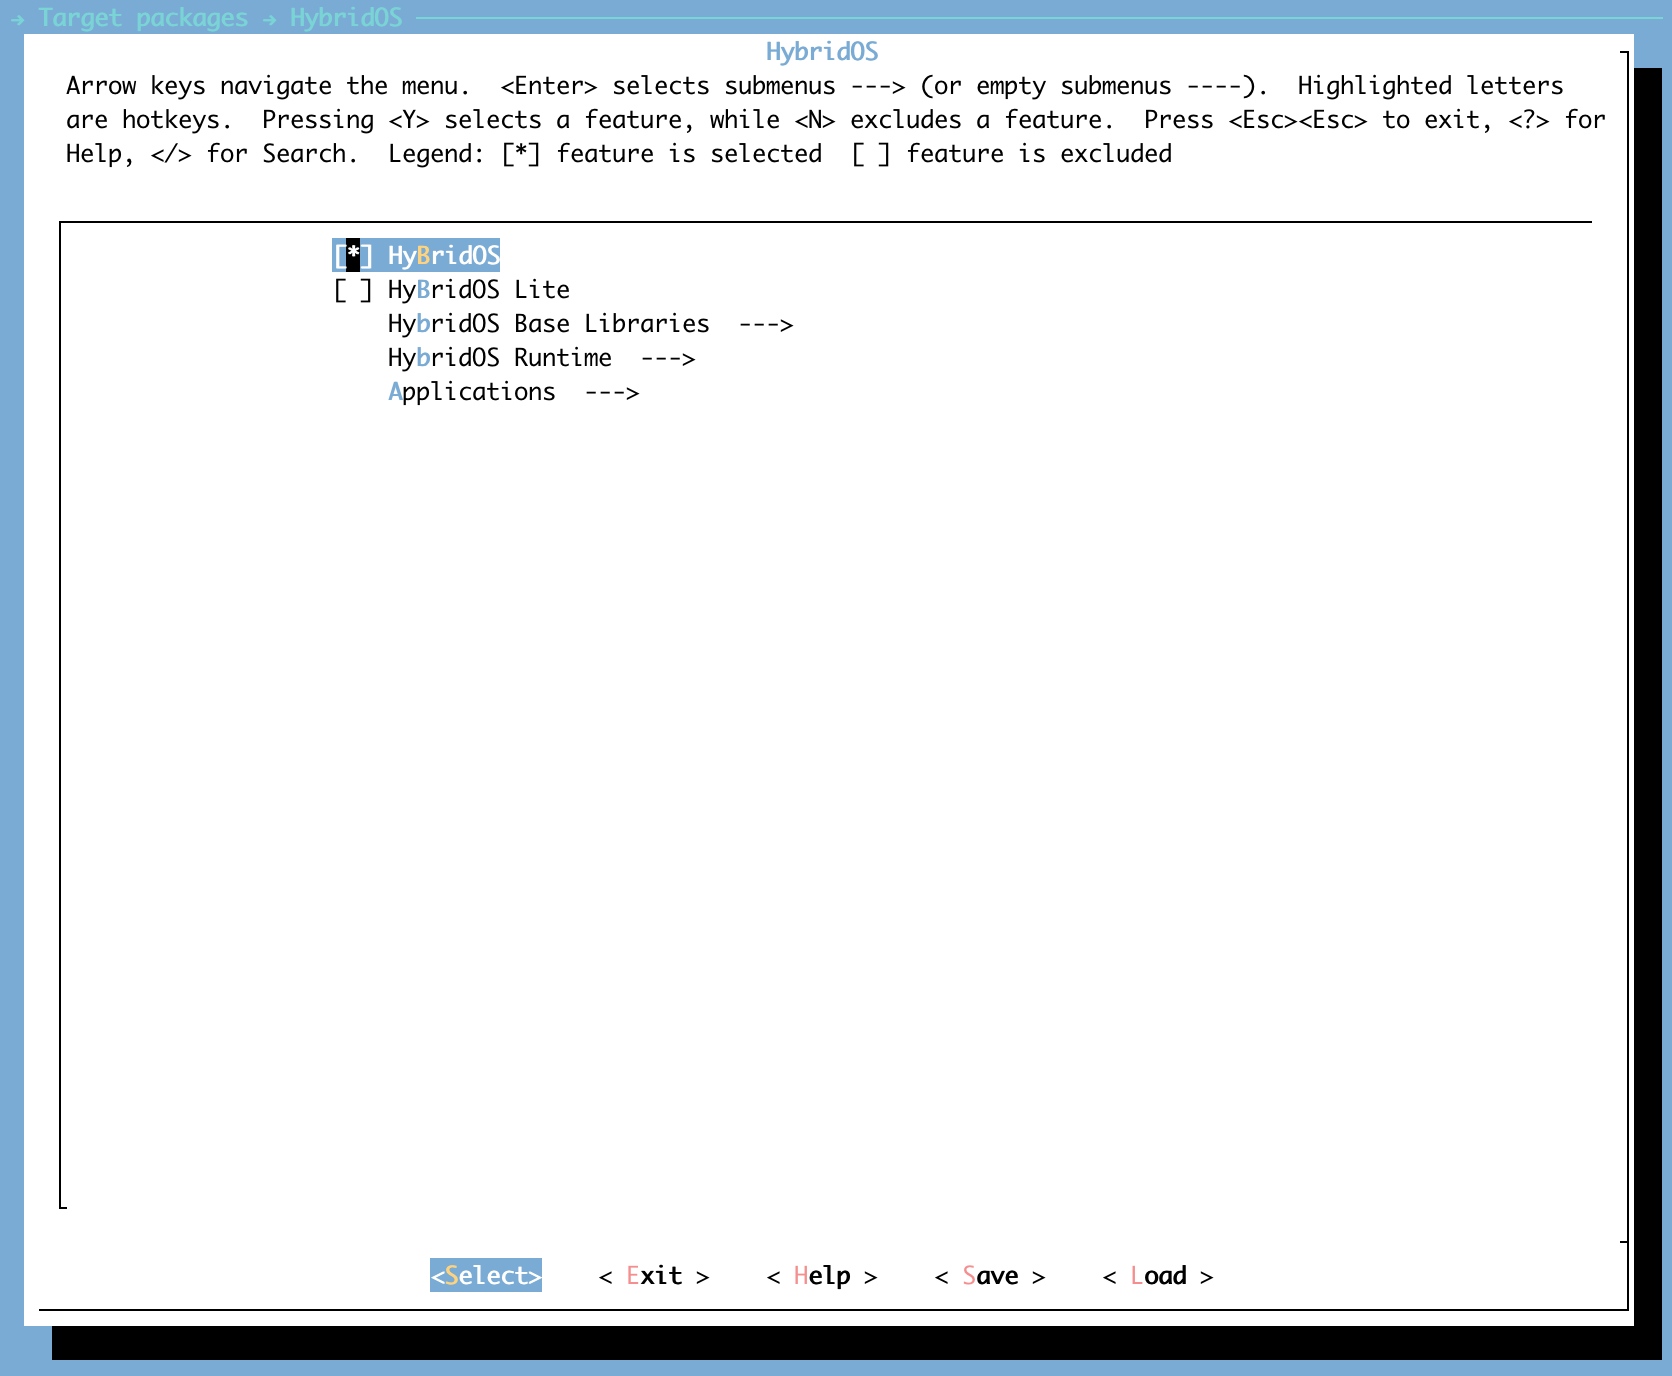 → Target packages → HybridOS
HybridOS
Arrow keys navigate the menu.  <Enter> selects submenus ---> (or empty submenus ----).  Highlighted letters
are hotkeys.  Pressing <Y> selects a feature, while <N> excludes a feature.  Press <Esc><Esc> to exit, <?> for
Help, </> for Search.  Legend: [*] feature is selected  [ ] feature is excluded
[*] HyBridOS
[ ] HyBridOS Lite
HybridOS Base Libraries  --->
HybridOS Runtime  --->
Applications  --->
<Select>    < Exit >    < Help >    < Save >    < Load >